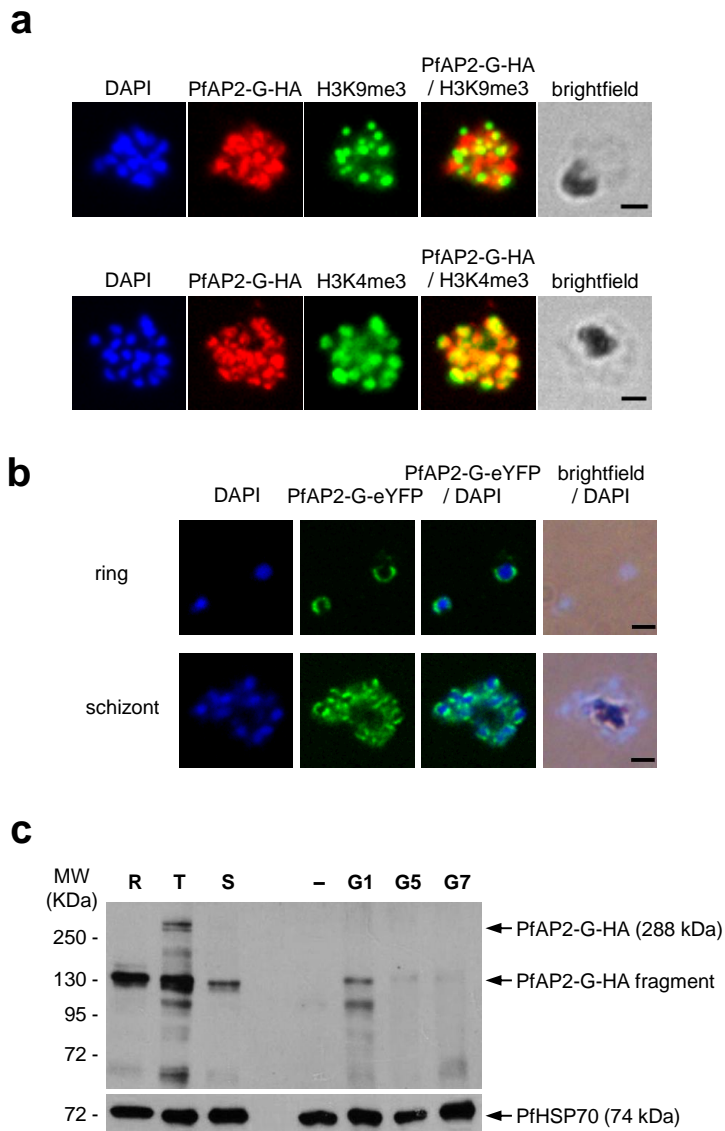 a
DAPI PfAP2-G-HA H3K9me3 PfAP2-G-HA / H3K9me3 brightfield
DAPI PfAP2-G-HA H3K4me3 PfAP2-G-HA / H3K4me3 brightfield
b
DAPI PfAP2-G-eYFP PfAP2-G-eYFP / DAPI brightfield / DAPI
ring
schizont
c
MW (KDa) R T S – G1 G5 G7
250 -
PfAP2-G-HA (288 kDa)
130 -
PfAP2-G-HA fragment
95 -
72 -
72 -
PfHSP70 (74 kDa)